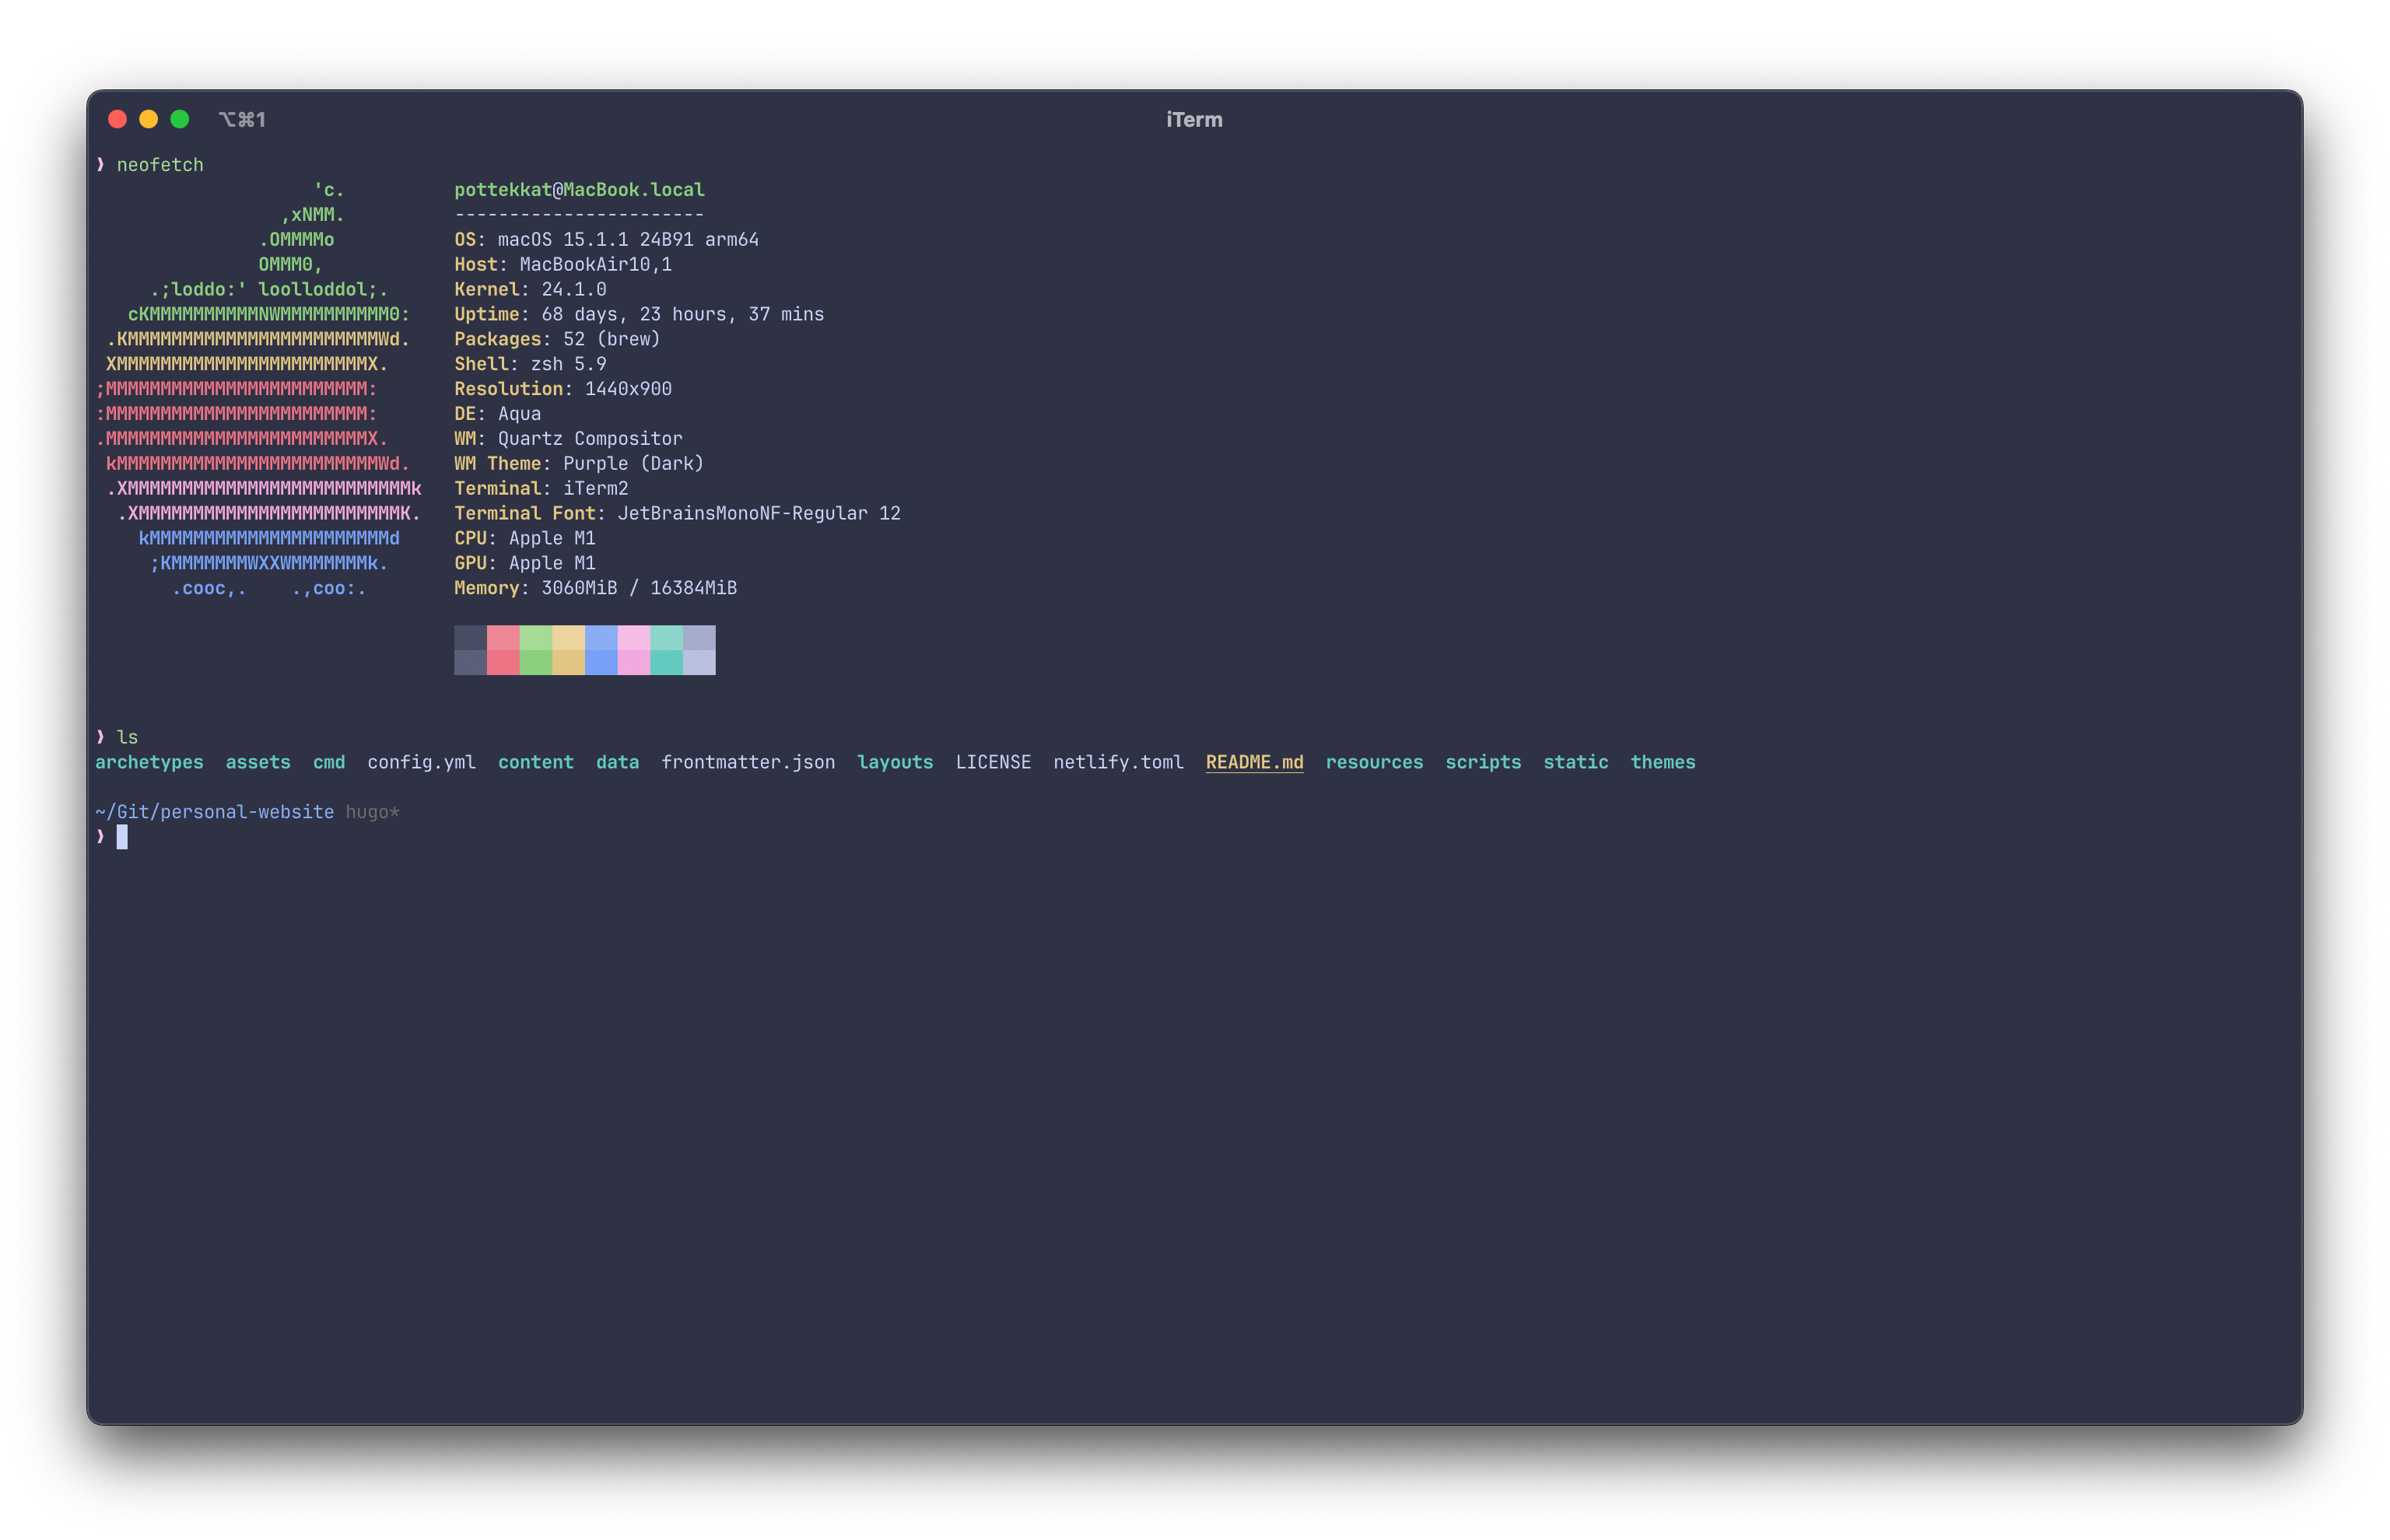 ⌥⌘1 iTerm
❯ neofetch
                    'c.          pottekkat@MacBook.local
                 ,xNMM.          -----------------------
               .OMMMMo           OS: macOS 15.1.1 24B91 arm64
               OMMM0,            Host: MacBookAir10,1
     .;loddo:' loolloddol;.      Kernel: 24.1.0
   cKMMMMMMMMMMNWMMMMMMMMMM0:    Uptime: 68 days, 23 hours, 37 mins
 .KMMMMMMMMMMMMMMMMMMMMMMMWd.    Packages: 52 (brew)
 XMMMMMMMMMMMMMMMMMMMMMMMX.      Shell: zsh 5.9
;MMMMMMMMMMMMMMMMMMMMMMMM:       Resolution: 1440x900
:MMMMMMMMMMMMMMMMMMMMMMMM:       DE: Aqua
.MMMMMMMMMMMMMMMMMMMMMMMMX.      WM: Quartz Compositor
 kMMMMMMMMMMMMMMMMMMMMMMMMWd.    WM Theme: Purple (Dark)
 .XMMMMMMMMMMMMMMMMMMMMMMMMMMk   Terminal: iTerm2
  .XMMMMMMMMMMMMMMMMMMMMMMMMK.   Terminal Font: JetBrainsMonoNF-Regular 12
    kMMMMMMMMMMMMMMMMMMMMMMd     CPU: Apple M1
     ;KMMMMMMMWXXWMMMMMMMk.      GPU: Apple M1
       .cooc,.    .,coo:.        Memory: 3060MiB / 16384MiB
❯ ls
archetypes  assets  cmd  config.yml  content  data  frontmatter.json  layouts  LICENSE  netlify.toml  README.md  resources  scripts  static  themes
~/Git/personal-website hugo*
❯